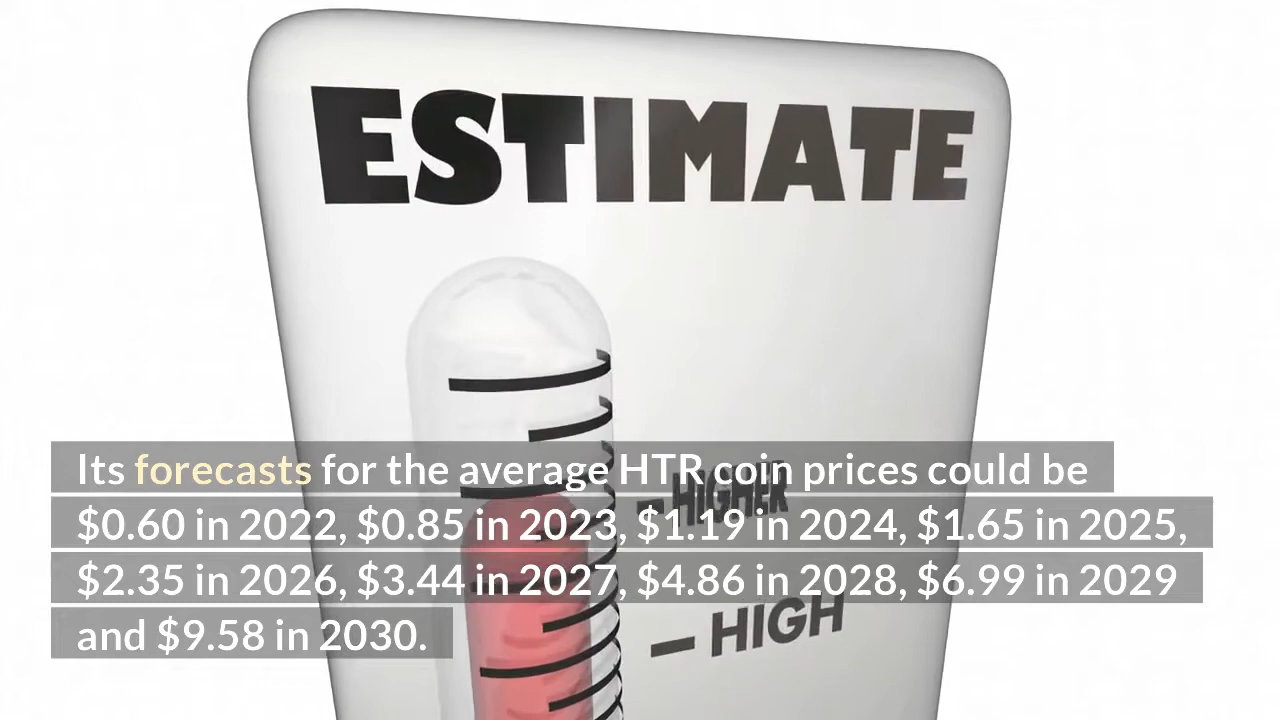 ESTIMATE
Its forecasts for the average HTR coin prices could be
$0.60 in 2022, $0.85 in 2023, $1.19 in 2024, $1.65 in 2025,
$2.35 in 2026, $3.44 in 2027, $4.86 in 2028, $6.99 in 2029
and $9.58 in 2030.
HIGHER
HIGH